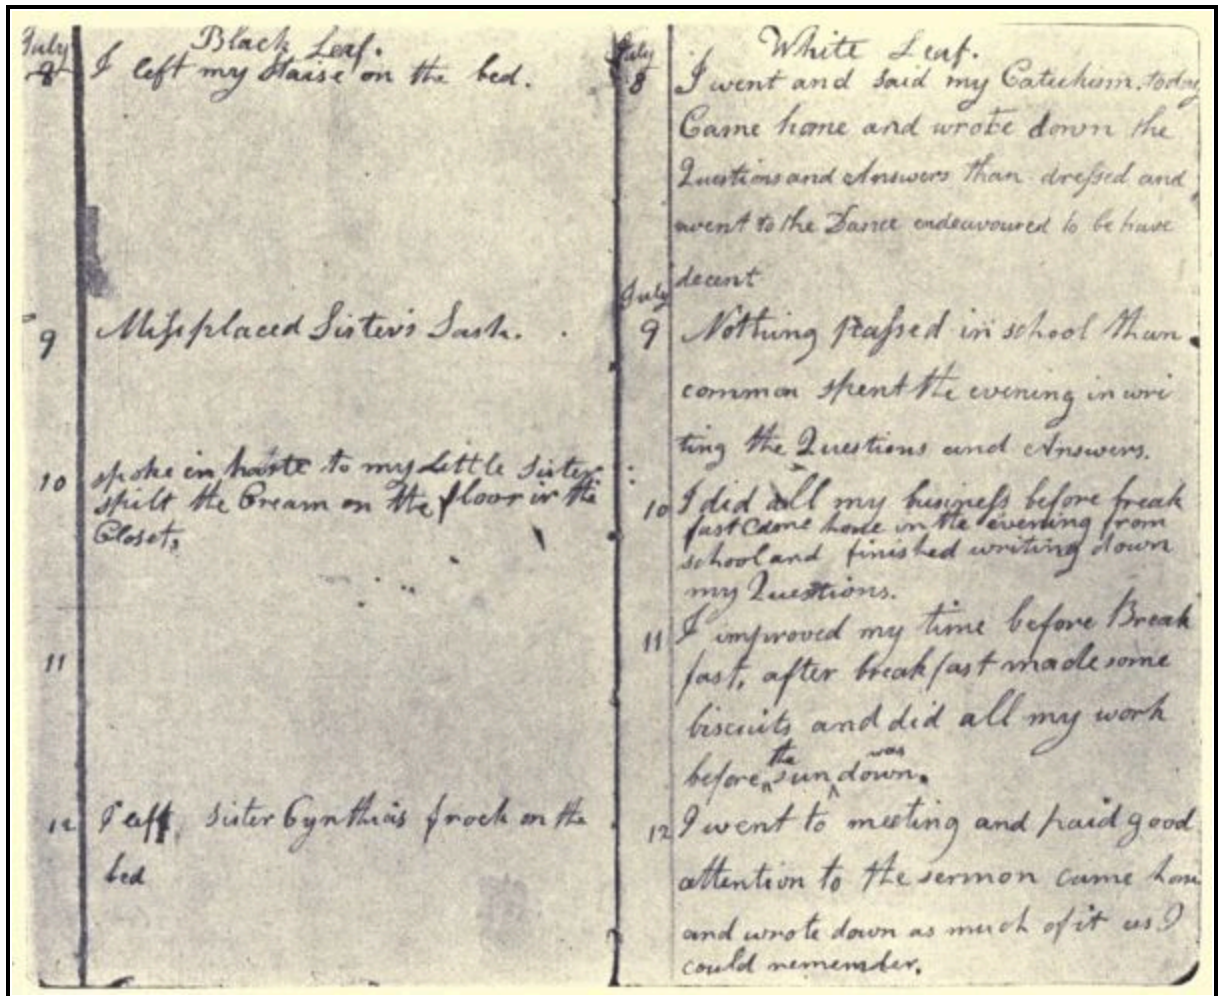 Black Leaf.
July
8 I left my Staise on the bed.
9 Missplaced Sister's Sash.
10 spoke in haste to my Little Sister
spilt the Cream on the floor in the
Closet,
11
12 I left Sister Cynthia's frock on the
bed
White Leaf.
July
8 I went and said my Catechism. today
Came home and wrote down the
Questions and Answers than dressed and
went to the Dance endeavoured to be have
decent
July
9 Nothing passed in school than
common spent the evening in wri
ting the Questions and Answers.
10 I did all my business before break
fast Came home in the evening from
school and finished writing down
my Questions.
11 I improved my time before Break
fast, after breakfast made some
biscuits and did all my work
before the sun was down.
12 I went to meeting and paid good
attention to the sermon came home
and wrote down as much of it as I
could remember.